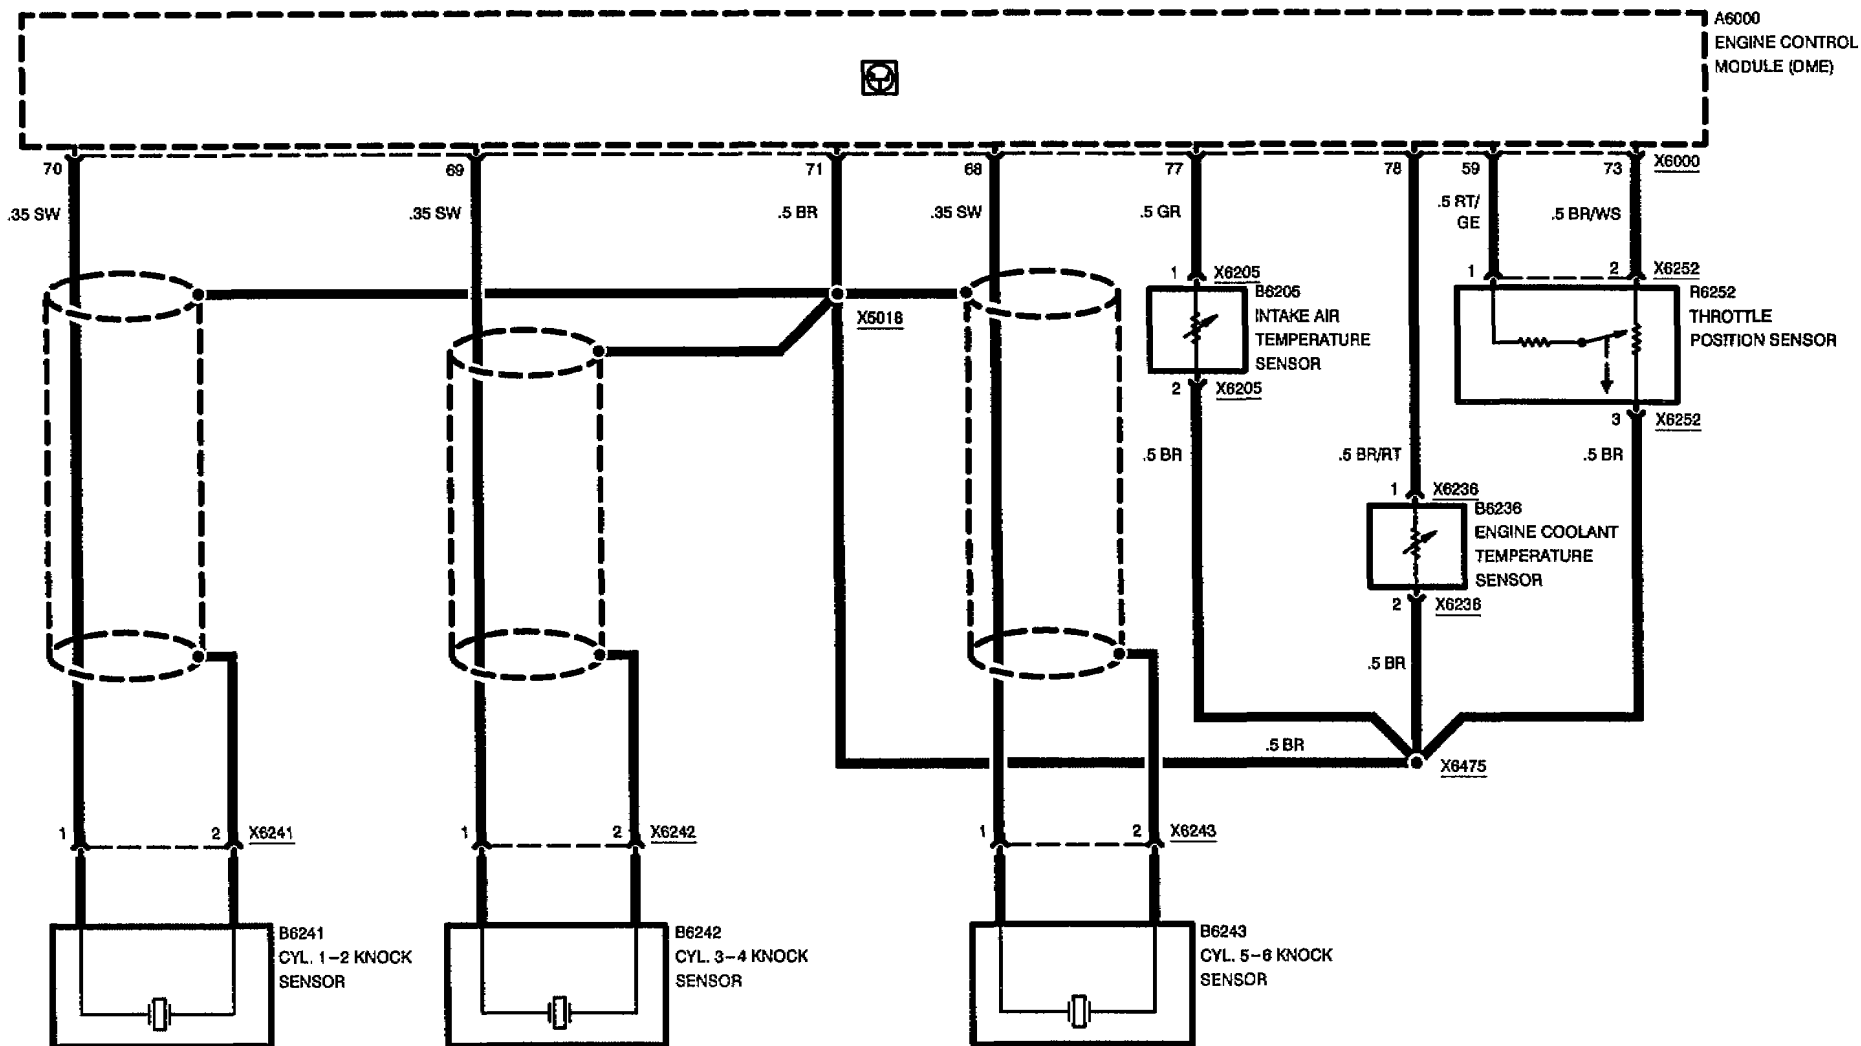 A6000
ENGINE CONTROL
MODULE (DME)
70
69
71
68
77
78
59
73
X6000
.35 SW
.35 SW
.5 BR
.35 SW
.5 GR
.5 RT/
GE
.5 BR/WS
1
X6205
1
2
X6252
B6205
INTAKE AIR
TEMPERATURE
SENSOR
R6252
THROTTLE
POSITION SENSOR
X5018
2
X6205
3
X6252
.5 BR
.5 BR/RT
.5 BR
1
X6236
B6236
ENGINE COOLANT
TEMPERATURE
SENSOR
2
X6236
.5 BR
.5 BR
X6475
1
2
X6241
1
2
X6242
1
2
X6243
B6241
CYL. 1-2 KNOCK
SENSOR
B6242
CYL. 3-4 KNOCK
SENSOR
B6243
CYL. 5-6 KNOCK
SENSOR